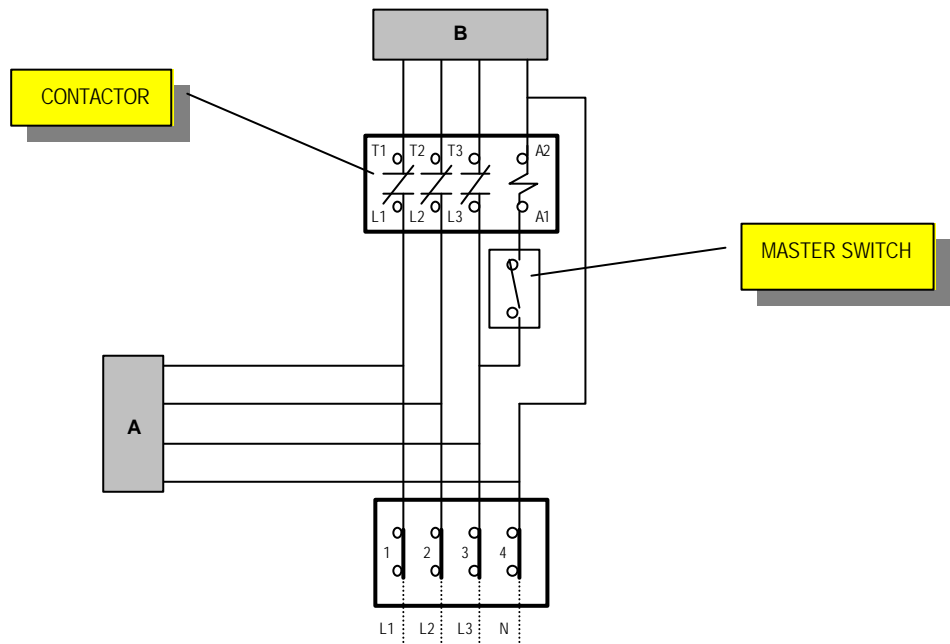 B
CONTACTOR
T1 T2 T3 A2
L1 L2 L3 A1
MASTER SWITCH
A
1 2 3 4
L1 L2 L3 N